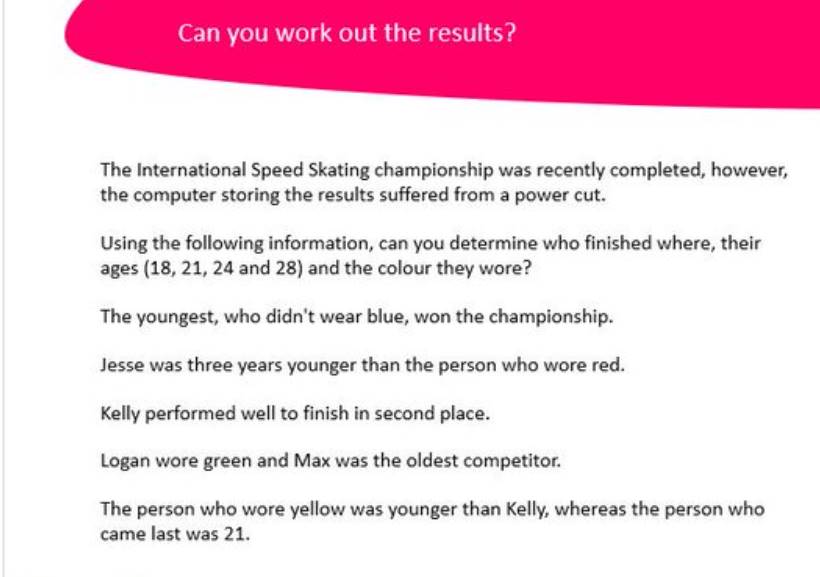 Can you work out the results?
The International Speed Skating championship was recently completed, however,
the computer storing the results suffered from a power cut.
Using the following information, can you determine who finished where, their
ages (18, 21, 24 and 28) and the colour they wore?
The youngest, who didn't wear blue, won the championship.
Jesse was three years younger than the person who wore red.
Kelly performed well to finish in second place.
Logan wore green and Max was the oldest competitor.
The person who wore yellow was younger than Kelly, whereas the person who
came last was 21.